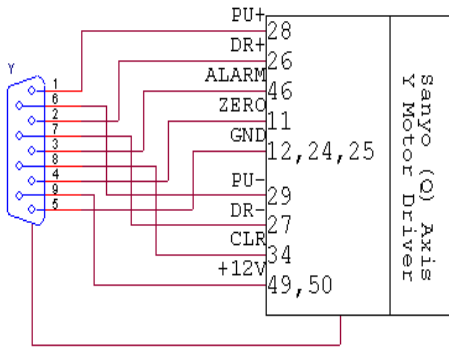 Y
1
6
2
7
3
8
4
9
5
PU+
28
DR+
26
ALARM
46
ZERO
11
GND
12,24,25
PU-
29
DR-
27
CLR
34
+12V
49,50
Sanyo (Q) Axis
Y Motor Driver